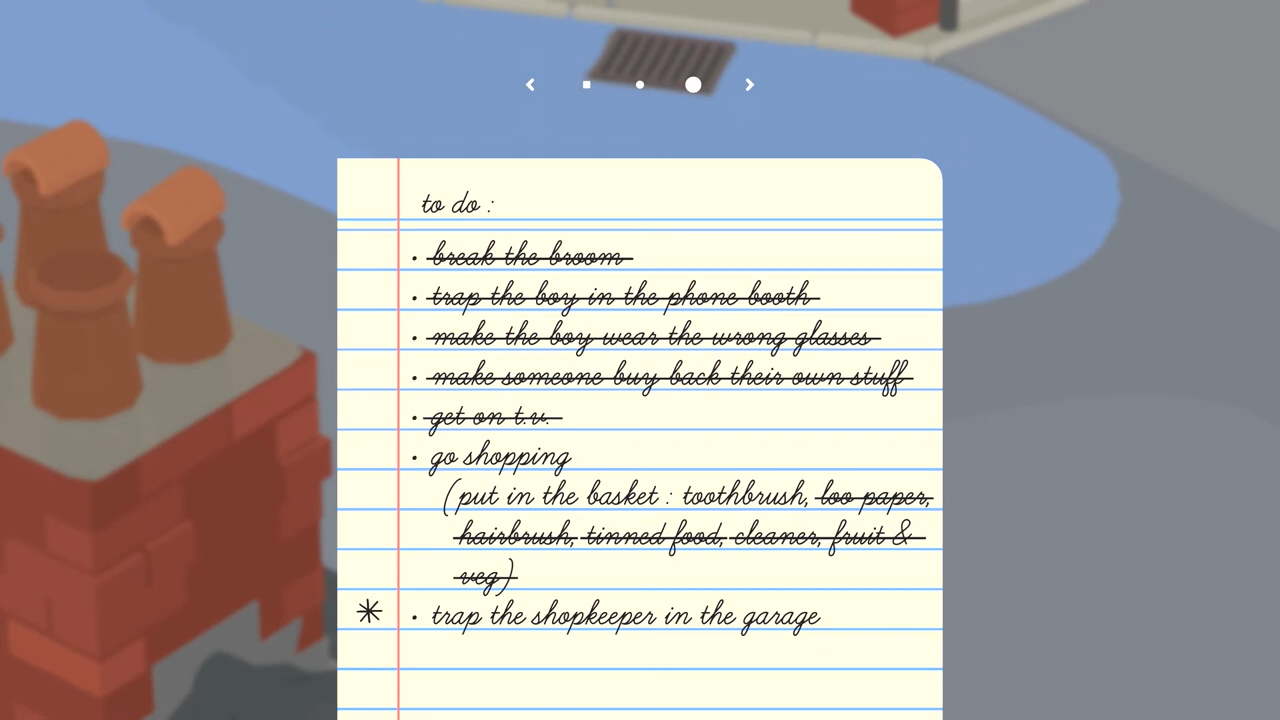 to do :
• break the broom
• trap the boy in the phone booth
• make the boy wear the wrong glasses
• make someone buy back their own stuff
• get on t.v.
• go shopping
(put in the basket : toothbrush, loo paper,
hairbrush, tinned food, cleaner, fruit &
veg)
* • trap the shopkeeper in the garage